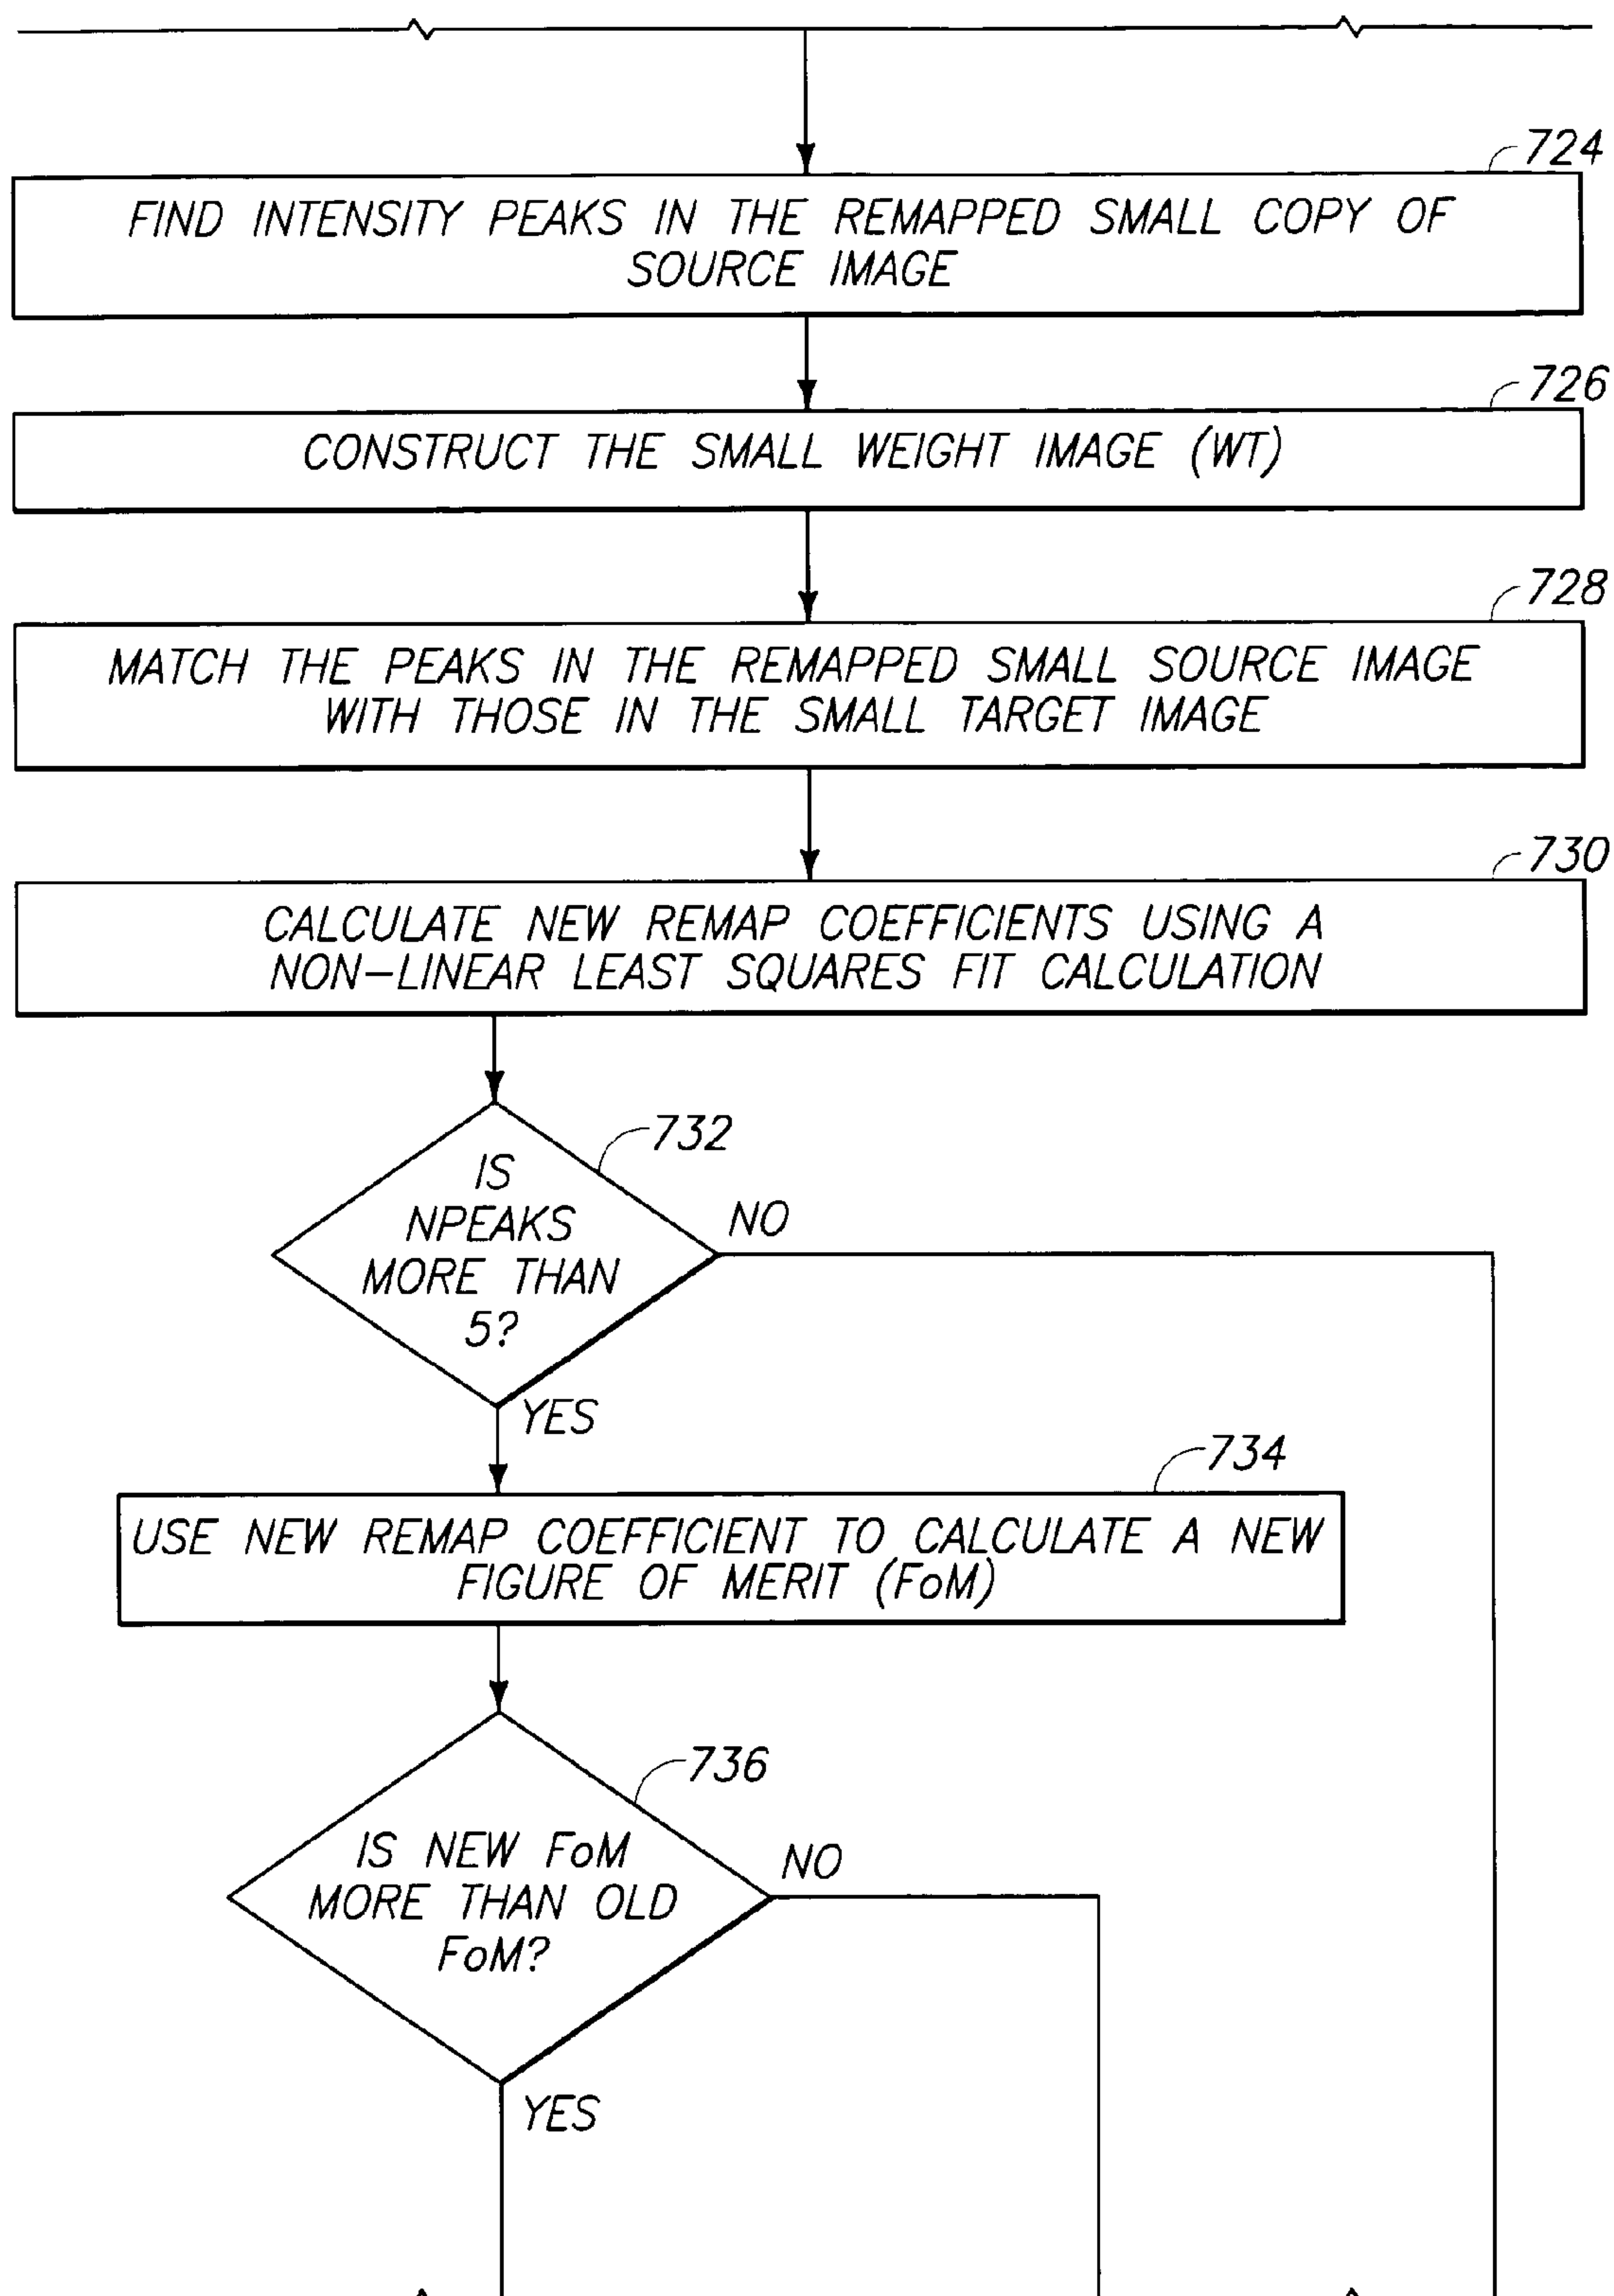 724
FIND INTENSITY PEAKS IN THE REMAPPED SMALL COPY OF
SOURCE IMAGE
726
CONSTRUCT THE SMALL WEIGHT IMAGE (WT)
728
MATCH THE PEAKS IN THE REMAPPED SMALL SOURCE IMAGE
WITH THOSE IN THE SMALL TARGET IMAGE
730
CALCULATE NEW REMAP COEFFICIENTS USING A
NON-LINEAR LEAST SQUARES FIT CALCULATION
732
IS
NPEAKS
MORE THAN
5?
NO
YES
734
USE NEW REMAP COEFFICIENT TO CALCULATE A NEW
FIGURE OF MERIT (FoM)
736
IS NEW FoM
MORE THAN OLD
FoM?
NO
YES